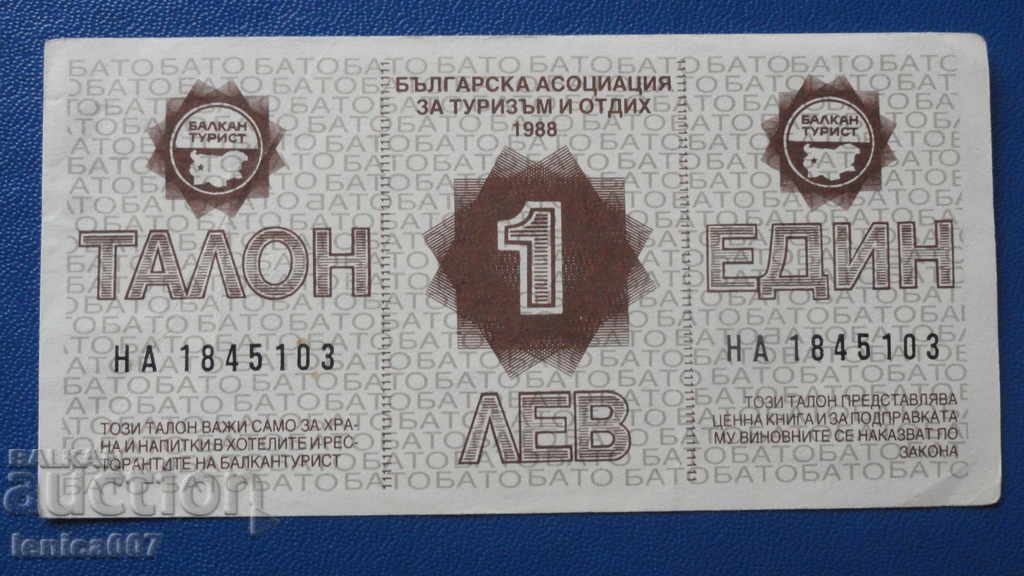 БЪЛГАРСКА АСОЦИАЦИЯ
ЗА ТУРИЗЪМ И ОТДИХ
1988
БАЛКАН
ТУРИСТ
БАЛКАН
ТУРИСТ
ТАЛОН
1
ЕДИН
НА 1845103
НА 1845103
ЛЕВ
ТОЗИ ТАЛОН ВАЖИ САМО ЗА ХРА-
НА И НАПИТКИ В ХОТЕЛИТЕ И РЕС-
ТОРАНТИТЕ НА БАЛКАНТУРИСТ
ТОЗИ ТАЛОН ПРЕДСТАВЛЯВА
ЦЕННА КНИГА И ЗА ПОДПРАВКАТА
МУ ВИНОВНИТЕ СЕ НАКАЗВАТ ПО
ЗАКОНА
БАЛКАН
auction
lenica007